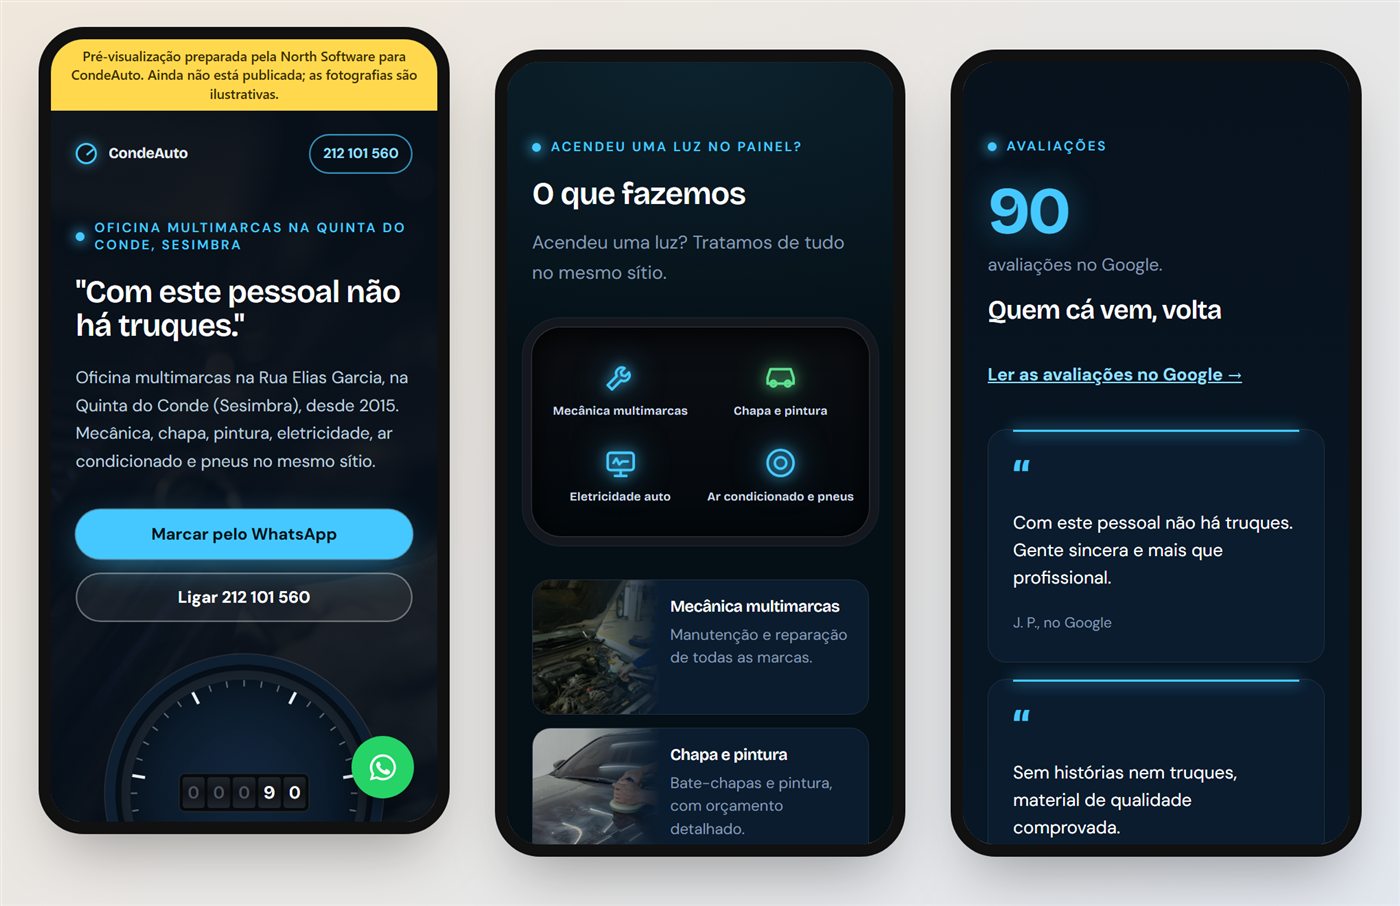 Pré-visualização preparada pela North Software para
CondeAuto. Ainda não está publicada; as fotografias são
ilustrativas.
CondeAuto
212 101 560
OFICINA MULTIMARCAS NA QUINTA DO
CONDE, SESIMBRA
"Com este pessoal não
há truques."
Oficina multimarcas na Rua Elias Garcia, na
Quinta do Conde (Sesimbra), desde 2015.
Mecânica, chapa, pintura, eletricidade, ar
condicionado e pneus no mesmo sítio.
Marcar pelo WhatsApp
Ligar 212 101 560
00090
ACENDEU UMA LUZ NO PAINEL?
O que fazemos
Acendeu uma luz? Tratamos de tudo
no mesmo sítio.
Mecânica multimarcas
Chapa e pintura
Eletricidade auto
Ar condicionado e pneus
Mecânica multimarcas
Manutenção e reparação
de todas as marcas.
Chapa e pintura
Bate-chapas e pintura,
com orçamento
detalhado.
AVALIAÇÕES
90
avaliações no Google.
Quem cá vem, volta
Ler as avaliações no Google →
“
Com este pessoal não há truques.
Gente sincera e mais que
profissional.
J. P., no Google
“
Sem histórias nem truques,
material de qualidade
comprovada.